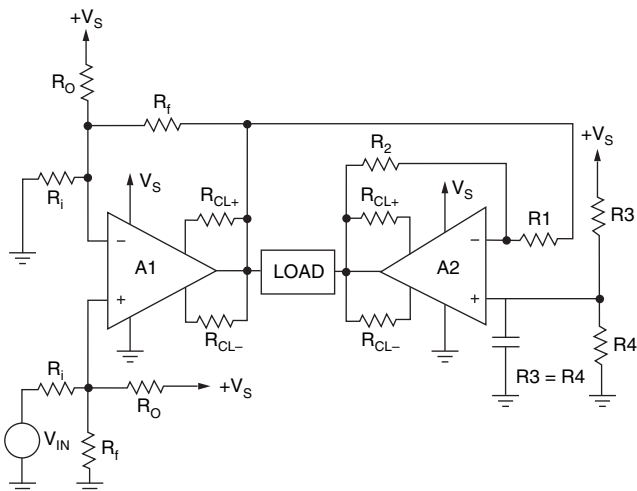 +VS
RO
Rf
+VS
R2
Ri
VS
RCL+
RCL+
VS
R1
R3
−
−
A1
LOAD
A2
+
+
RCL−
RCL−
R4
Ri
R3 = R4
RO
+VS
VIN
Rf